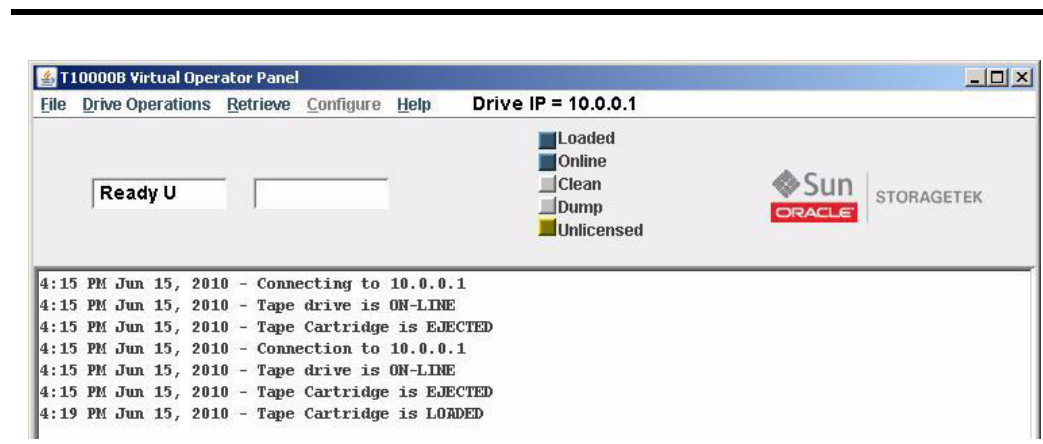 T10000B Virtual Operator Panel
File Drive Operations Retrieve Configure Help Drive IP = 10.0.0.1
Loaded
Online
Clean
Dump
Unlicensed
Ready U
Sun
ORACLE
STORAGETEK
4:15 PM Jun 15, 2010 - Connecting to 10.0.0.1
4:15 PM Jun 15, 2010 - Tape drive is ON-LINE
4:15 PM Jun 15, 2010 - Tape Cartridge is EJECTED
4:15 PM Jun 15, 2010 - Connection to 10.0.0.1
4:15 PM Jun 15, 2010 - Tape drive is ON-LINE
4:15 PM Jun 15, 2010 - Tape Cartridge is EJECTED
4:19 PM Jun 15, 2010 - Tape Cartridge is LOADED